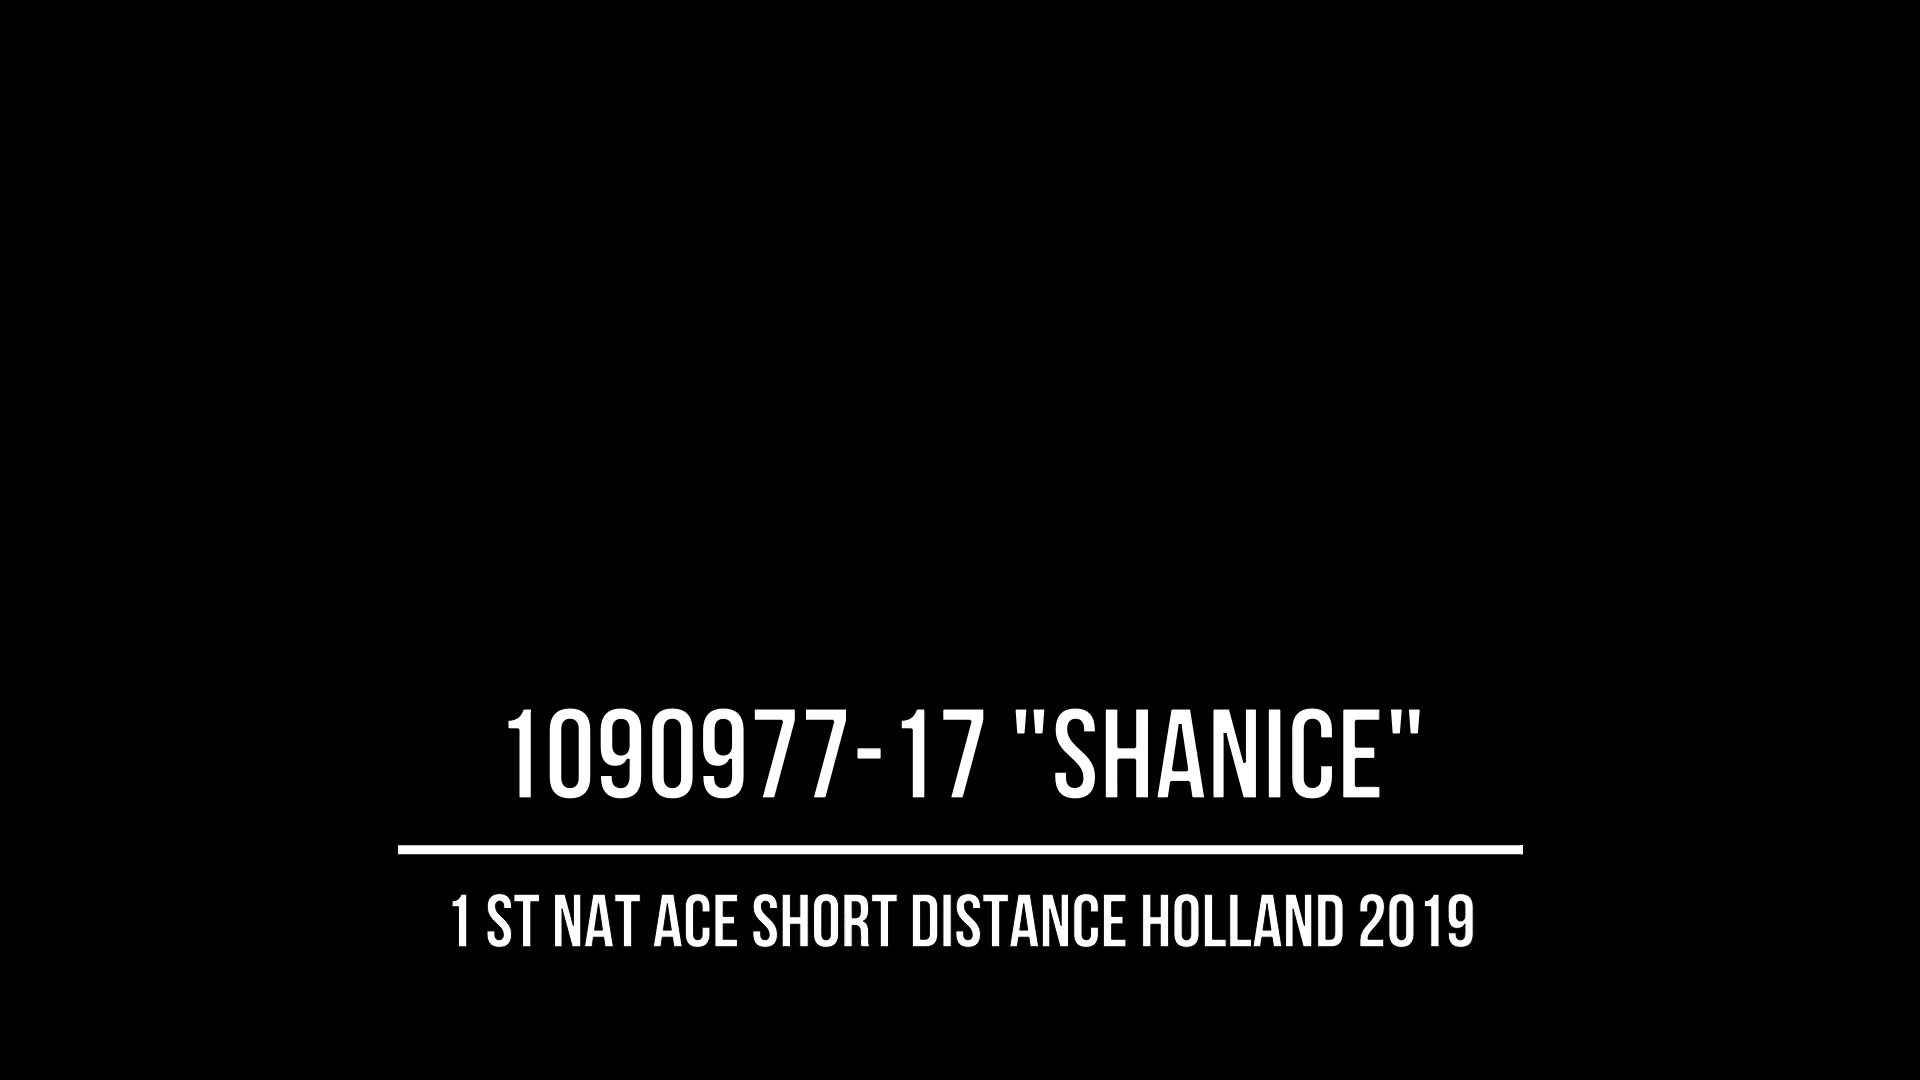 1090977-17 "SHANICE"
1 ST NAT ACE SHORT DISTANCE HOLLAND 2019